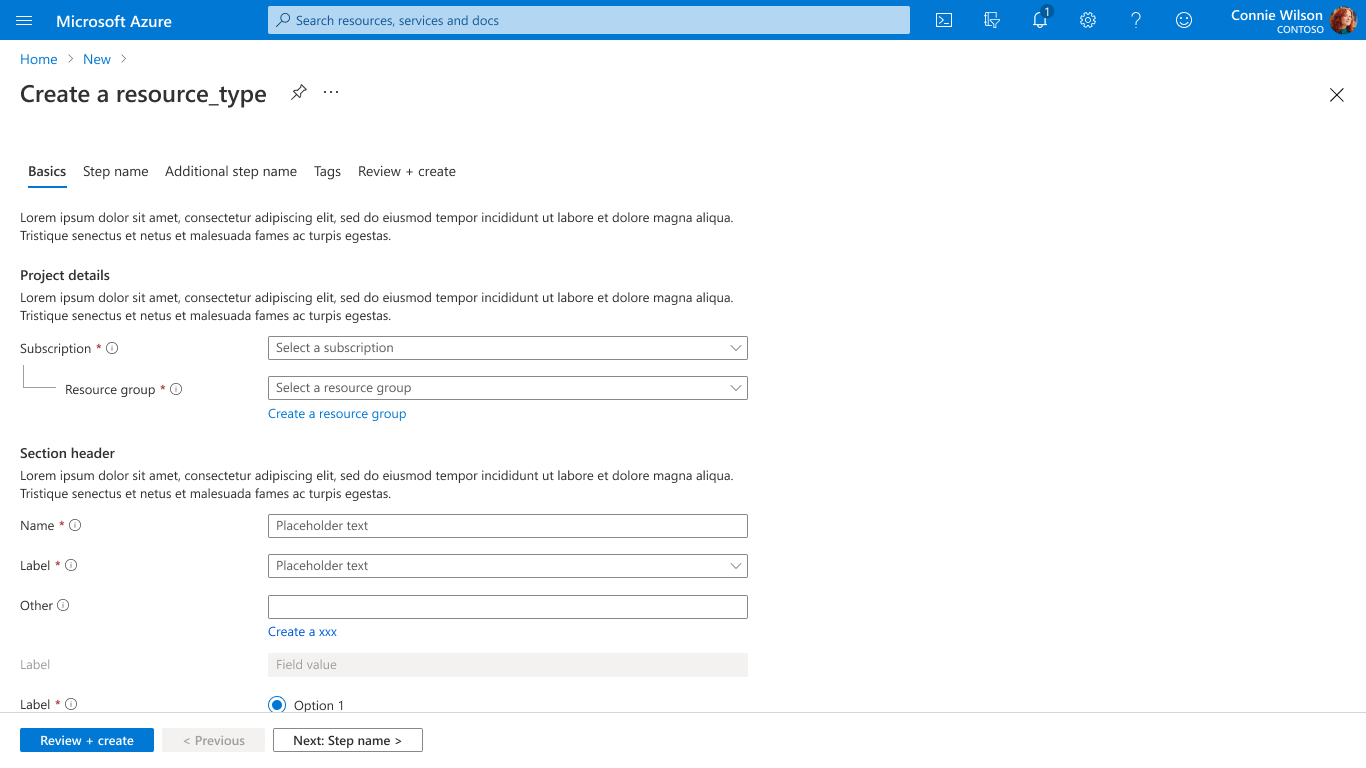 Microsoft Azure
Search resources, services and docs
1
Connie Wilson
CONTOSO
Home > New >
Create a resource_type
Basics Step name Additional step name Tags Review + create
Lorem ipsum dolor sit amet, consectetur adipiscing elit, sed do eiusmod tempor incididunt ut labore et dolore magna aliqua.
Tristique senectus et netus et malesuada fames ac turpis egestas.
Project details
Lorem ipsum dolor sit amet, consectetur adipiscing elit, sed do eiusmod tempor incididunt ut labore et dolore magna aliqua.
Tristique senectus et netus et malesuada fames ac turpis egestas.
Subscription * Select a subscription
Resource group * Select a resource group
Create a resource group
Section header
Lorem ipsum dolor sit amet, consectetur adipiscing elit, sed do eiusmod tempor incididunt ut labore et dolore magna aliqua.
Tristique senectus et netus et malesuada fames ac turpis egestas.
Name * Placeholder text
Label * Placeholder text
Other
Create a xxx
Label Field value
Label * Option 1
Review + create < Previous Next: Step name >